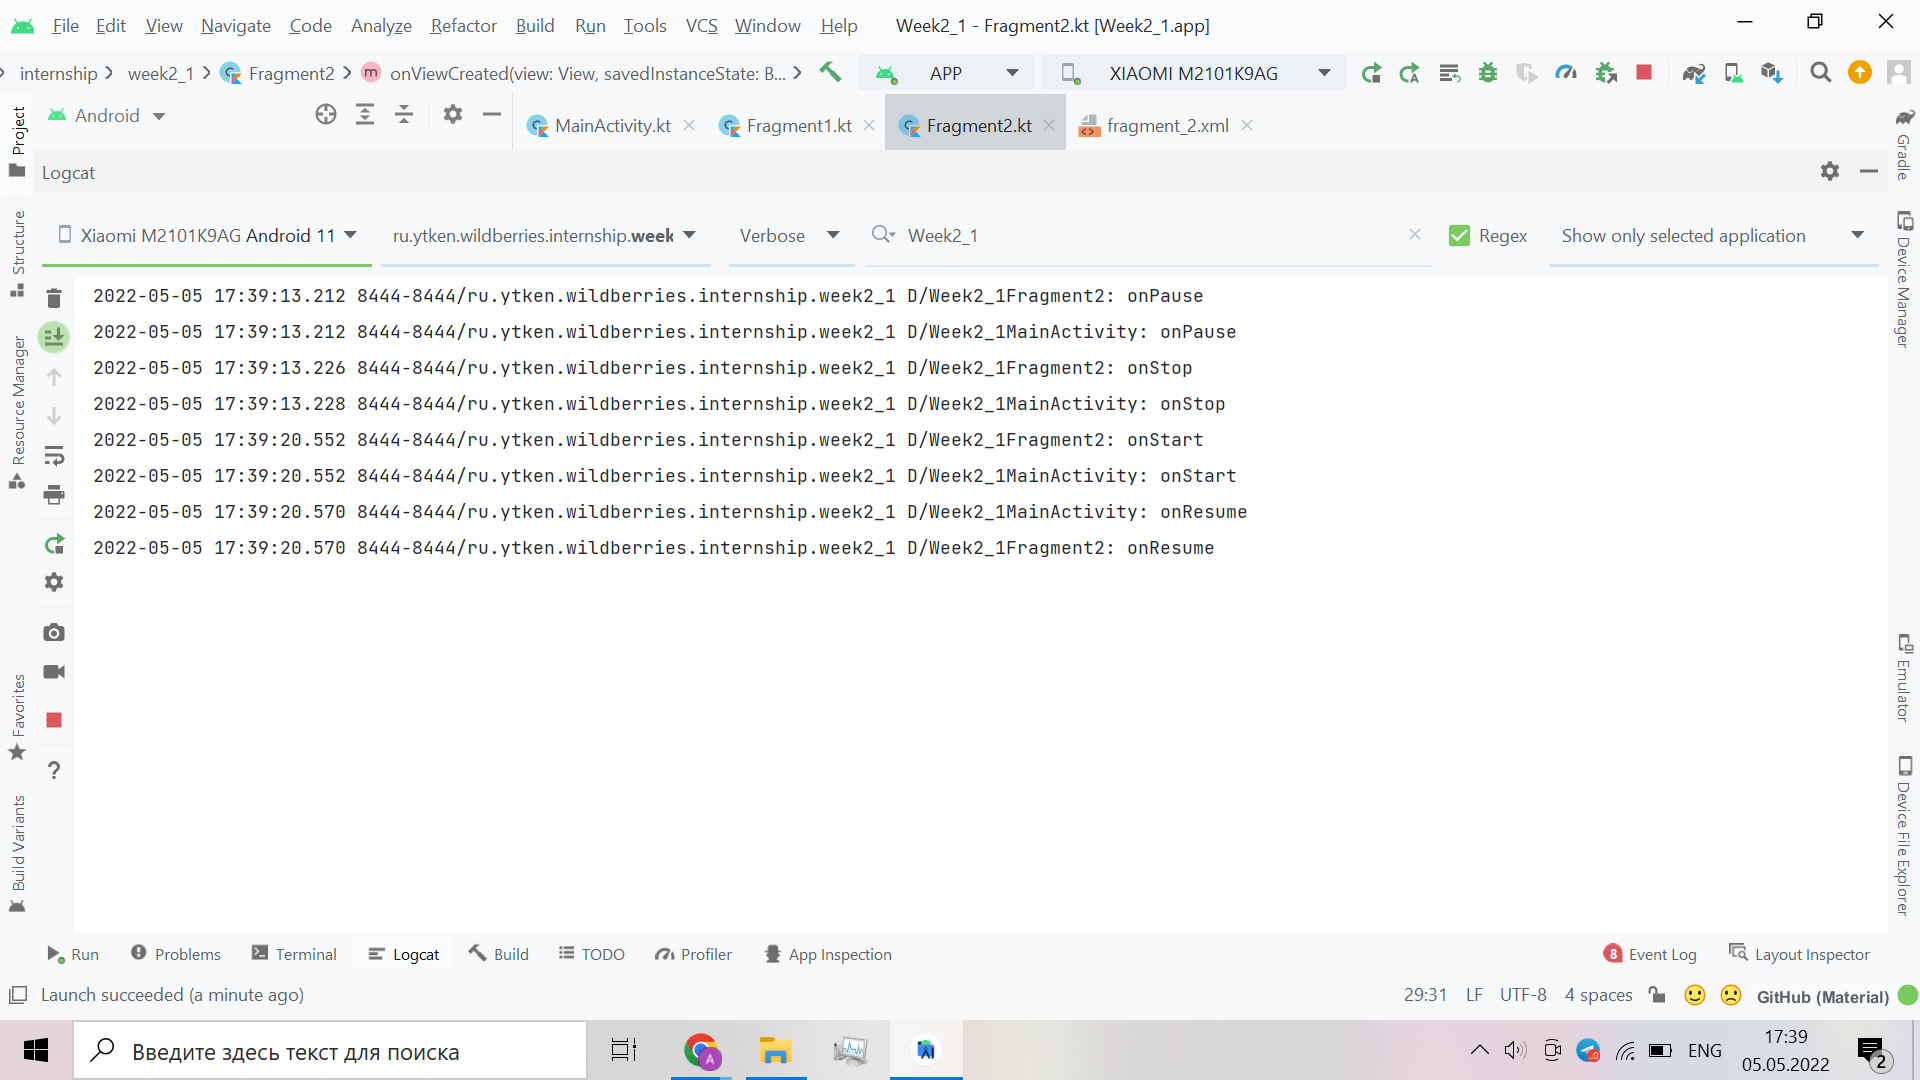 File Edit View Navigate Code Analyze Refactor Build Run Tools VCS Window Help Week2_1 - Fragment2.kt [Week2_1.app]
internship week2_1 Fragment2 m onViewCreated(view: View, savedInstanceState: B... APP XIAOMI M2101K9AG
Android MainActivity.kt Fragment1.kt Fragment2.kt fragment_2.xml
Logcat
Xiaomi M2101K9AG Android 11 ru.ytken.wildberries.internship.week Verbose Week2_1 Regex Show only selected application
2022-05-05 17:39:13.212 8444-8444/ru.ytken.wildberries.internship.week2_1 D/Week2_1Fragment2: onPause
2022-05-05 17:39:13.212 8444-8444/ru.ytken.wildberries.internship.week2_1 D/Week2_1MainActivity: onPause
2022-05-05 17:39:13.226 8444-8444/ru.ytken.wildberries.internship.week2_1 D/Week2_1Fragment2: onStop
2022-05-05 17:39:13.228 8444-8444/ru.ytken.wildberries.internship.week2_1 D/Week2_1MainActivity: onStop
2022-05-05 17:39:20.552 8444-8444/ru.ytken.wildberries.internship.week2_1 D/Week2_1Fragment2: onStart
2022-05-05 17:39:20.552 8444-8444/ru.ytken.wildberries.internship.week2_1 D/Week2_1MainActivity: onStart
2022-05-05 17:39:20.570 8444-8444/ru.ytken.wildberries.internship.week2_1 D/Week2_1MainActivity: onResume
2022-05-05 17:39:20.570 8444-8444/ru.ytken.wildberries.internship.week2_1 D/Week2_1Fragment2: onResume
Project
Structure
Resource Manager
Favorites
Build Variants
Gradle
Device Manager
Emulator
Device File Explorer
Run Problems Terminal Logcat Build TODO Profiler App Inspection 8 Event Log Layout Inspector
Launch succeeded (a minute ago) 29:31 LF UTF-8 4 spaces GitHub (Material)
Введите здесь текст для поиска A ENG 17:39
05.05.2022 2